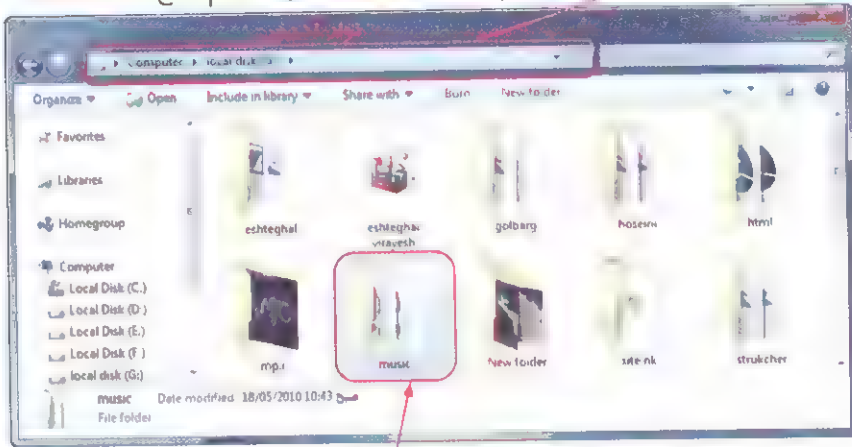 Computer ▸ local disk
Organize Open Include in library Share with Burn New folder
Favorites
Libraries
Homegroup
Computer
Local Disk (C:)
Local Disk (D:)
Local Disk (E:)
Local Disk (F:)
local disk (G:)
eshteghal
eshteghal
virayesh
golbarg
hoseini
html
music
New folder
strukcher
music Date modified: 18/05/2010 10:43
File folder